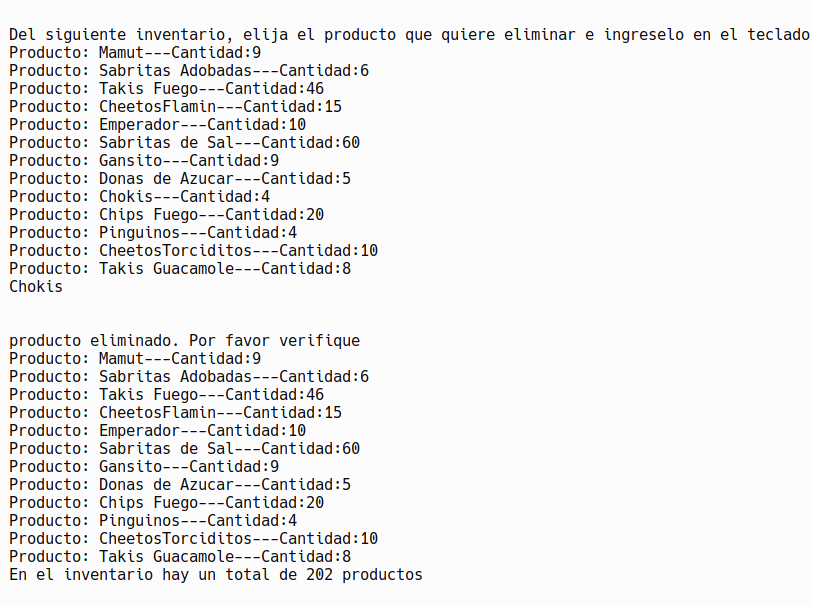 Del siguiente inventario, elija el producto que quiere eliminar e ingreselo en el teclado
Producto: Mamut---Cantidad:9
Producto: Sabritas Adobadas---Cantidad:6
Producto: Takis Fuego---Cantidad:46
Producto: CheetosFlamin---Cantidad:15
Producto: Emperador---Cantidad:10
Producto: Sabritas de Sal---Cantidad:60
Producto: Gansito---Cantidad:9
Producto: Donas de Azucar---Cantidad:5
Producto: Chokis---Cantidad:4
Producto: Chips Fuego---Cantidad:20
Producto: Pinguinos---Cantidad:4
Producto: CheetosTorciditos---Cantidad:10
Producto: Takis Guacamole---Cantidad:8
Chokis
producto eliminado. Por favor verifique
Producto: Mamut---Cantidad:9
Producto: Sabritas Adobadas---Cantidad:6
Producto: Takis Fuego---Cantidad:46
Producto: CheetosFlamin---Cantidad:15
Producto: Emperador---Cantidad:10
Producto: Sabritas de Sal---Cantidad:60
Producto: Gansito---Cantidad:9
Producto: Donas de Azucar---Cantidad:5
Producto: Chips Fuego---Cantidad:20
Producto: Pinguinos---Cantidad:4
Producto: CheetosTorciditos---Cantidad:10
Producto: Takis Guacamole---Cantidad:8
En el inventario hay un total de 202 productos